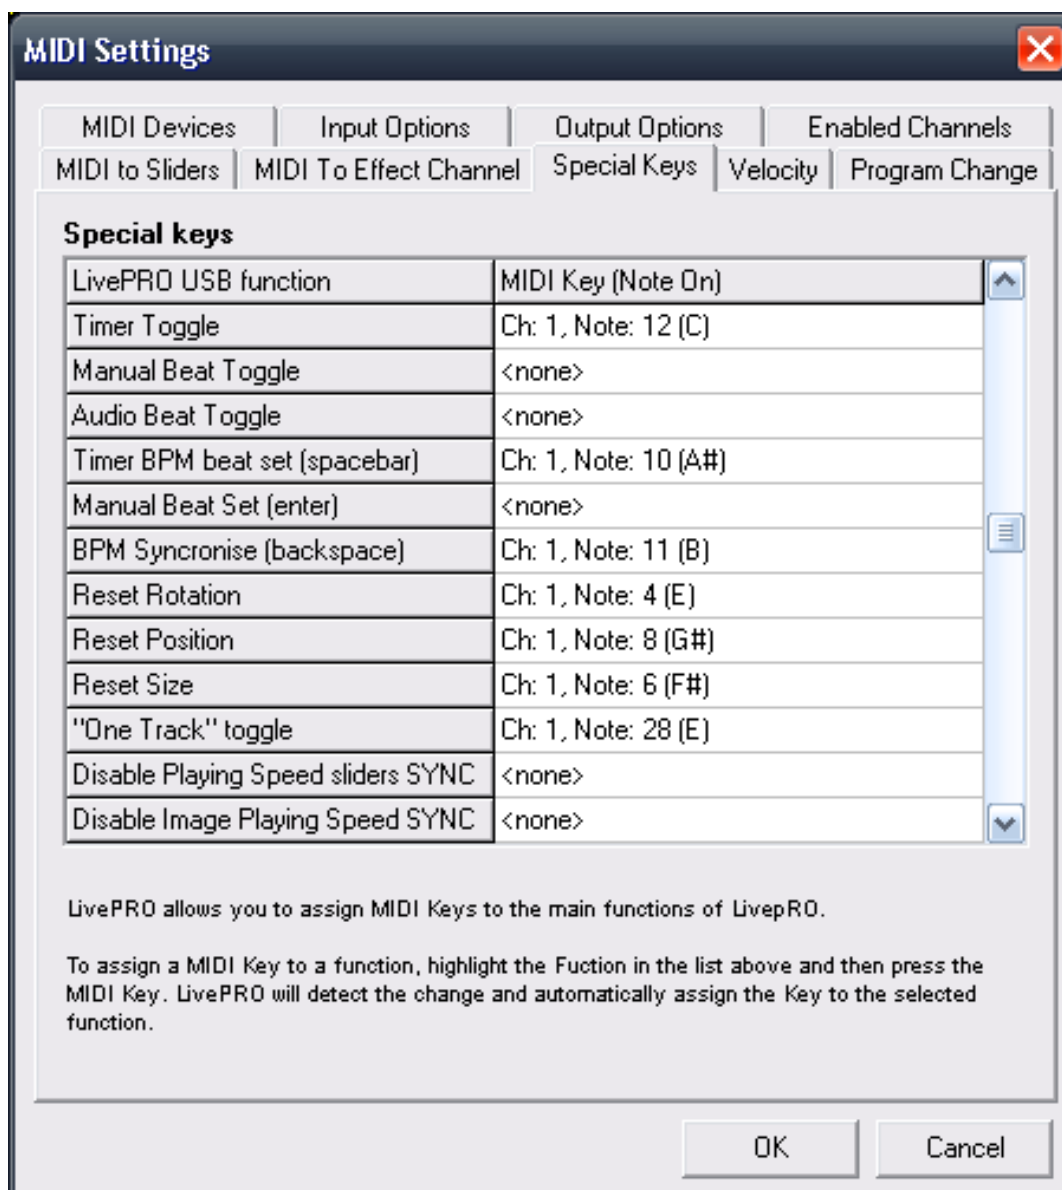 MIDI Settings
MIDI Devices Input Options Output Options Enabled Channels
MIDI to Sliders MIDI To Effect Channel Special Keys Velocity Program Change
Special keys
LivePRO USB function MIDI Key (Note On)
Timer Toggle Ch: 1, Note: 12 (C)
Manual Beat Toggle <none>
Audio Beat Toggle <none>
Timer BPM beat set (spacebar) Ch: 1, Note: 10 (A#)
Manual Beat Set (enter) <none>
BPM Syncronise (backspace) Ch: 1, Note: 11 (B)
Reset Rotation Ch: 1, Note: 4 (E)
Reset Position Ch: 1, Note: 8 (G#)
Reset Size Ch: 1, Note: 6 (F#)
"One Track" toggle Ch: 1, Note: 28 (E)
Disable Playing Speed sliders SYNC <none>
Disable Image Playing Speed SYNC <none>
LivePRO allows you to assign MIDI Keys to the main functions of LivepRO.
To assign a MIDI Key to a function, highlight the Fuction in the list above and then press the
MIDI Key. LivePRO will detect the change and automatically assign the Key to the selected
function.
OK Cancel